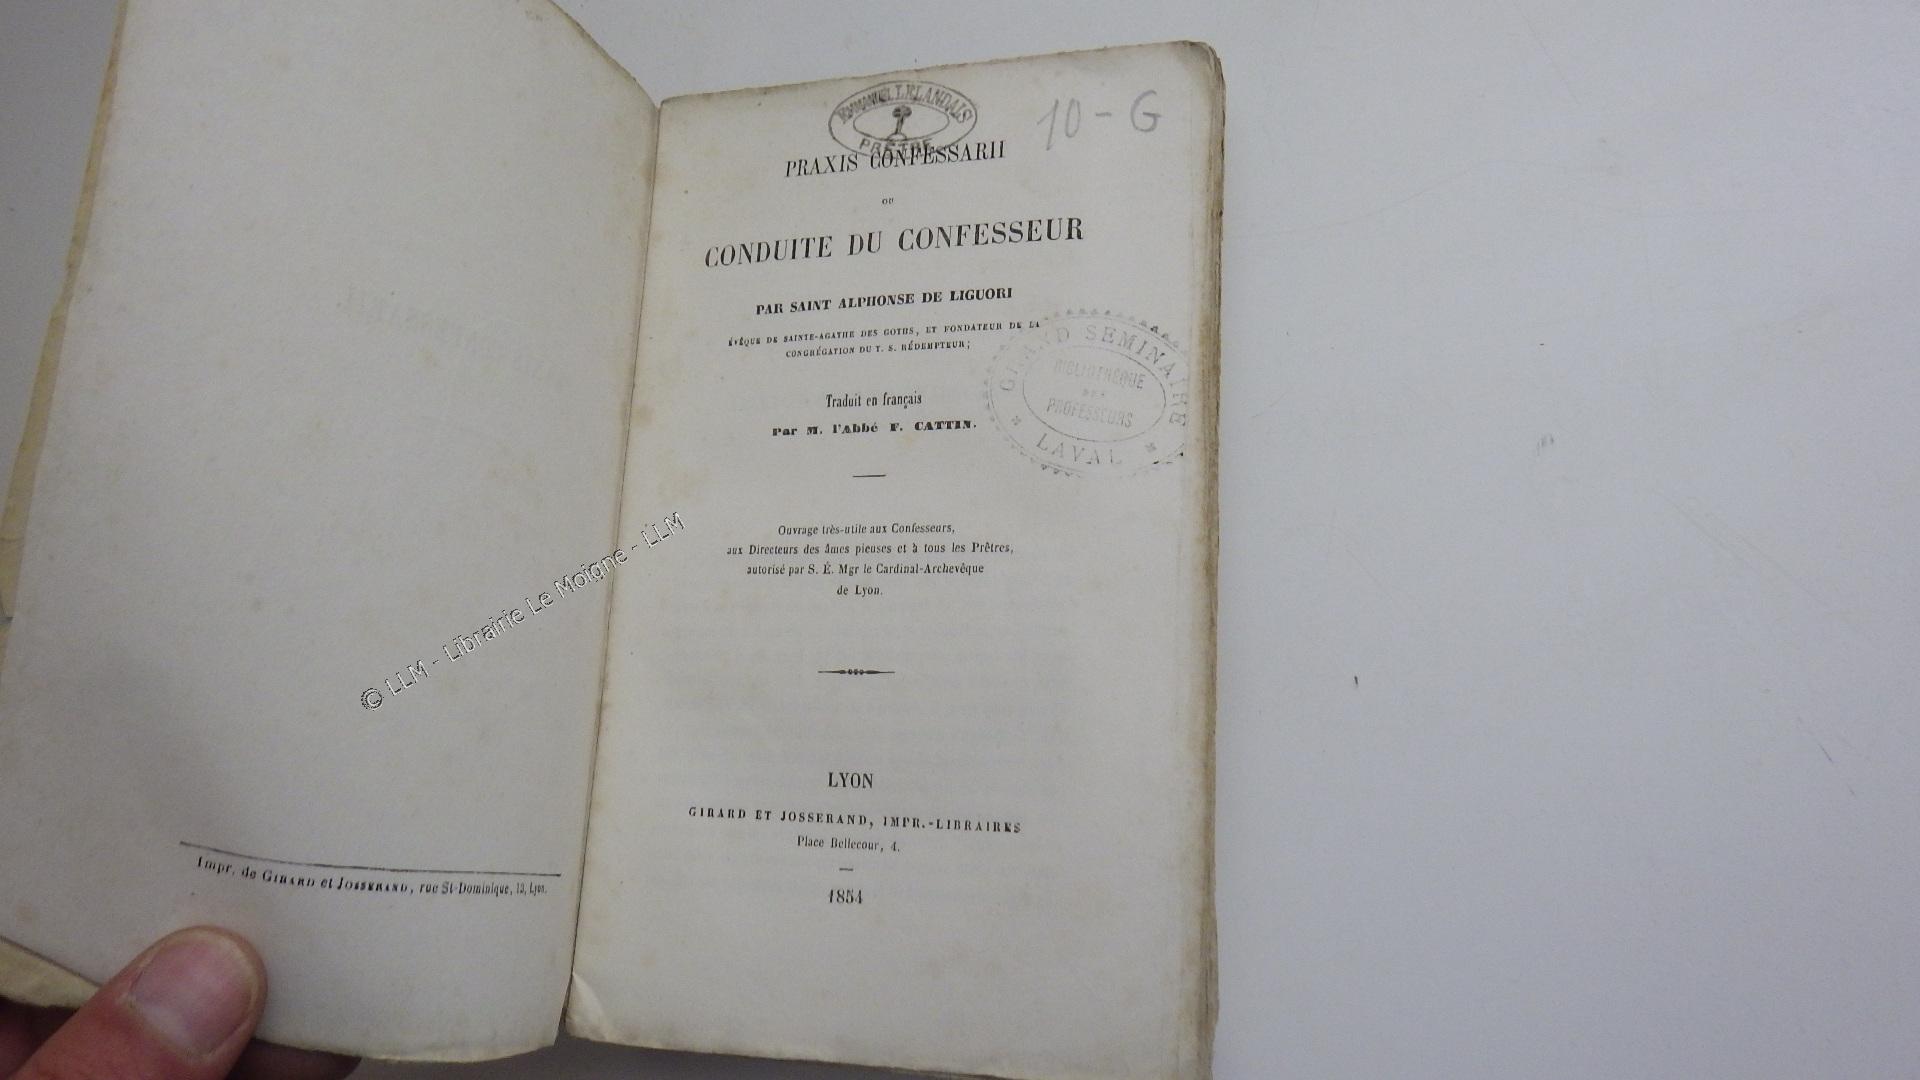 EMMANUEL LELANDAIS
PRÊTRE
10-G
PRAXIS CONFESSARII
OU
CONDUITE DU CONFESSEUR
PAR SAINT ALPHONSE DE LIGUORI
ÉVÊQUE DE SAINTE-AGATHE DES GOTHS, ET FONDATEUR DE LA
CONGRÉGATION DU T. S. RÉDEMPTEUR;
GRAND SEMINAIRE
BIBLIOTHÈQUE
DES
PROFESSEURS
LAVAL
Traduit en français
Par M. l'Abbé F. CATTIN.
Ouvrage très-utile aux Confesseurs,
aux Directeurs des âmes pieuses et à tous les Prêtres,
autorisé par S. É. Mgr le Cardinal-Archevêque
de Lyon.
LYON
GIRARD ET JOSSERAND, IMPR.-LIBRAIRES
Place Bellecour, 4.
1854
Impr. de GIRARD et JOSSERAND, rue St-Dominique, 13, Lyon.
© LLM - Librairie Le Moigne - LLM